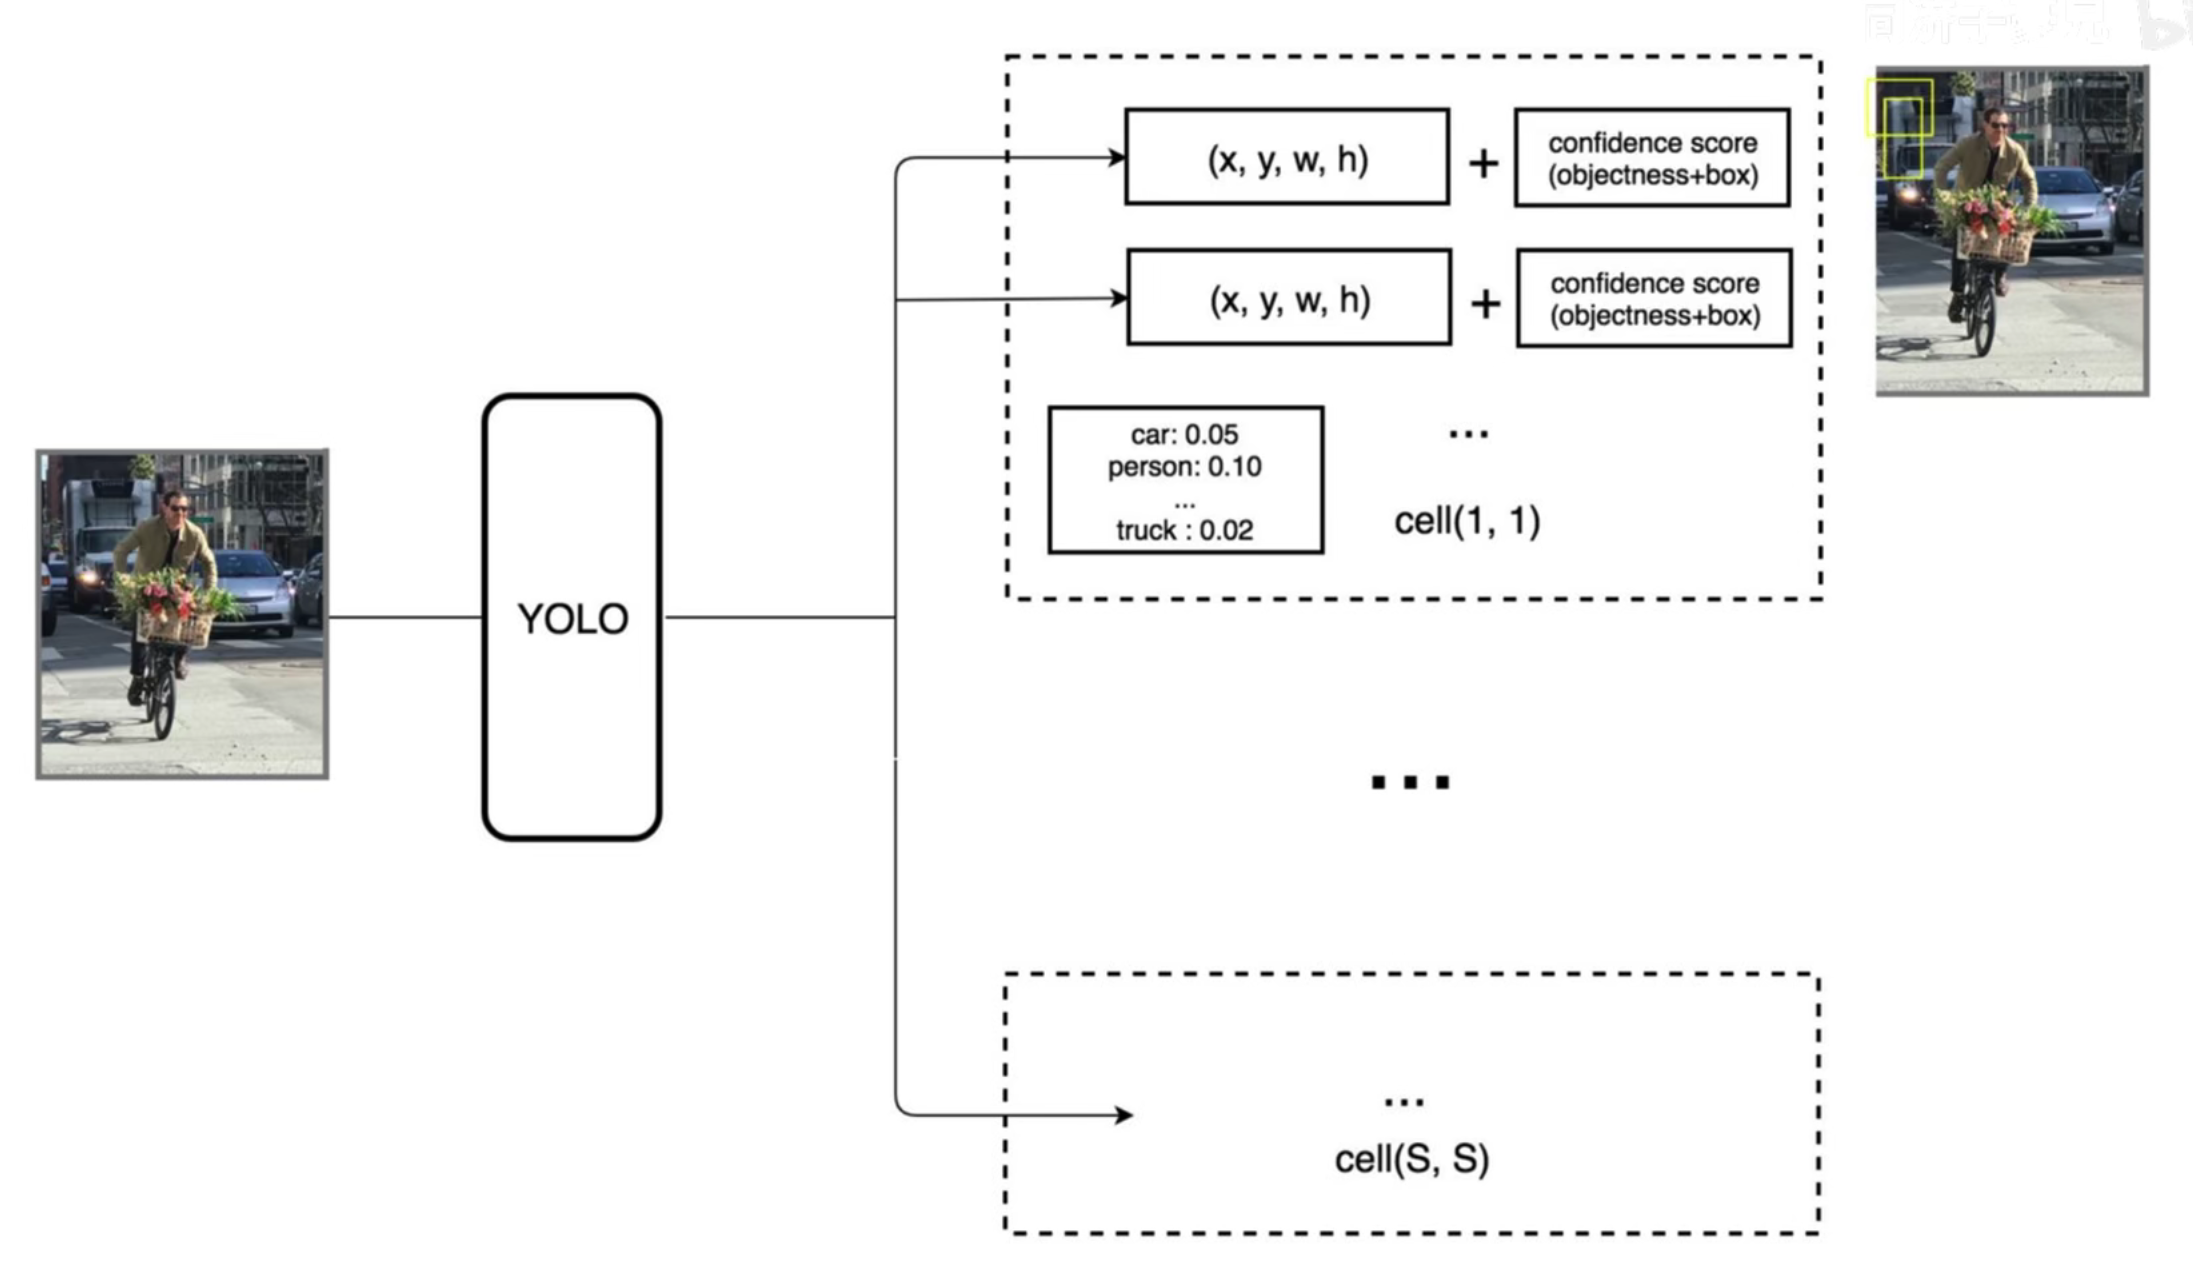 (x, y, w, h)
+
confidence score
(objectness+box)
(x, y, w, h)
+
confidence score
(objectness+box)
car: 0.05
person: 0.10
...
truck : 0.02
...
cell(1, 1)
YOLO
...
...
cell(S, S)